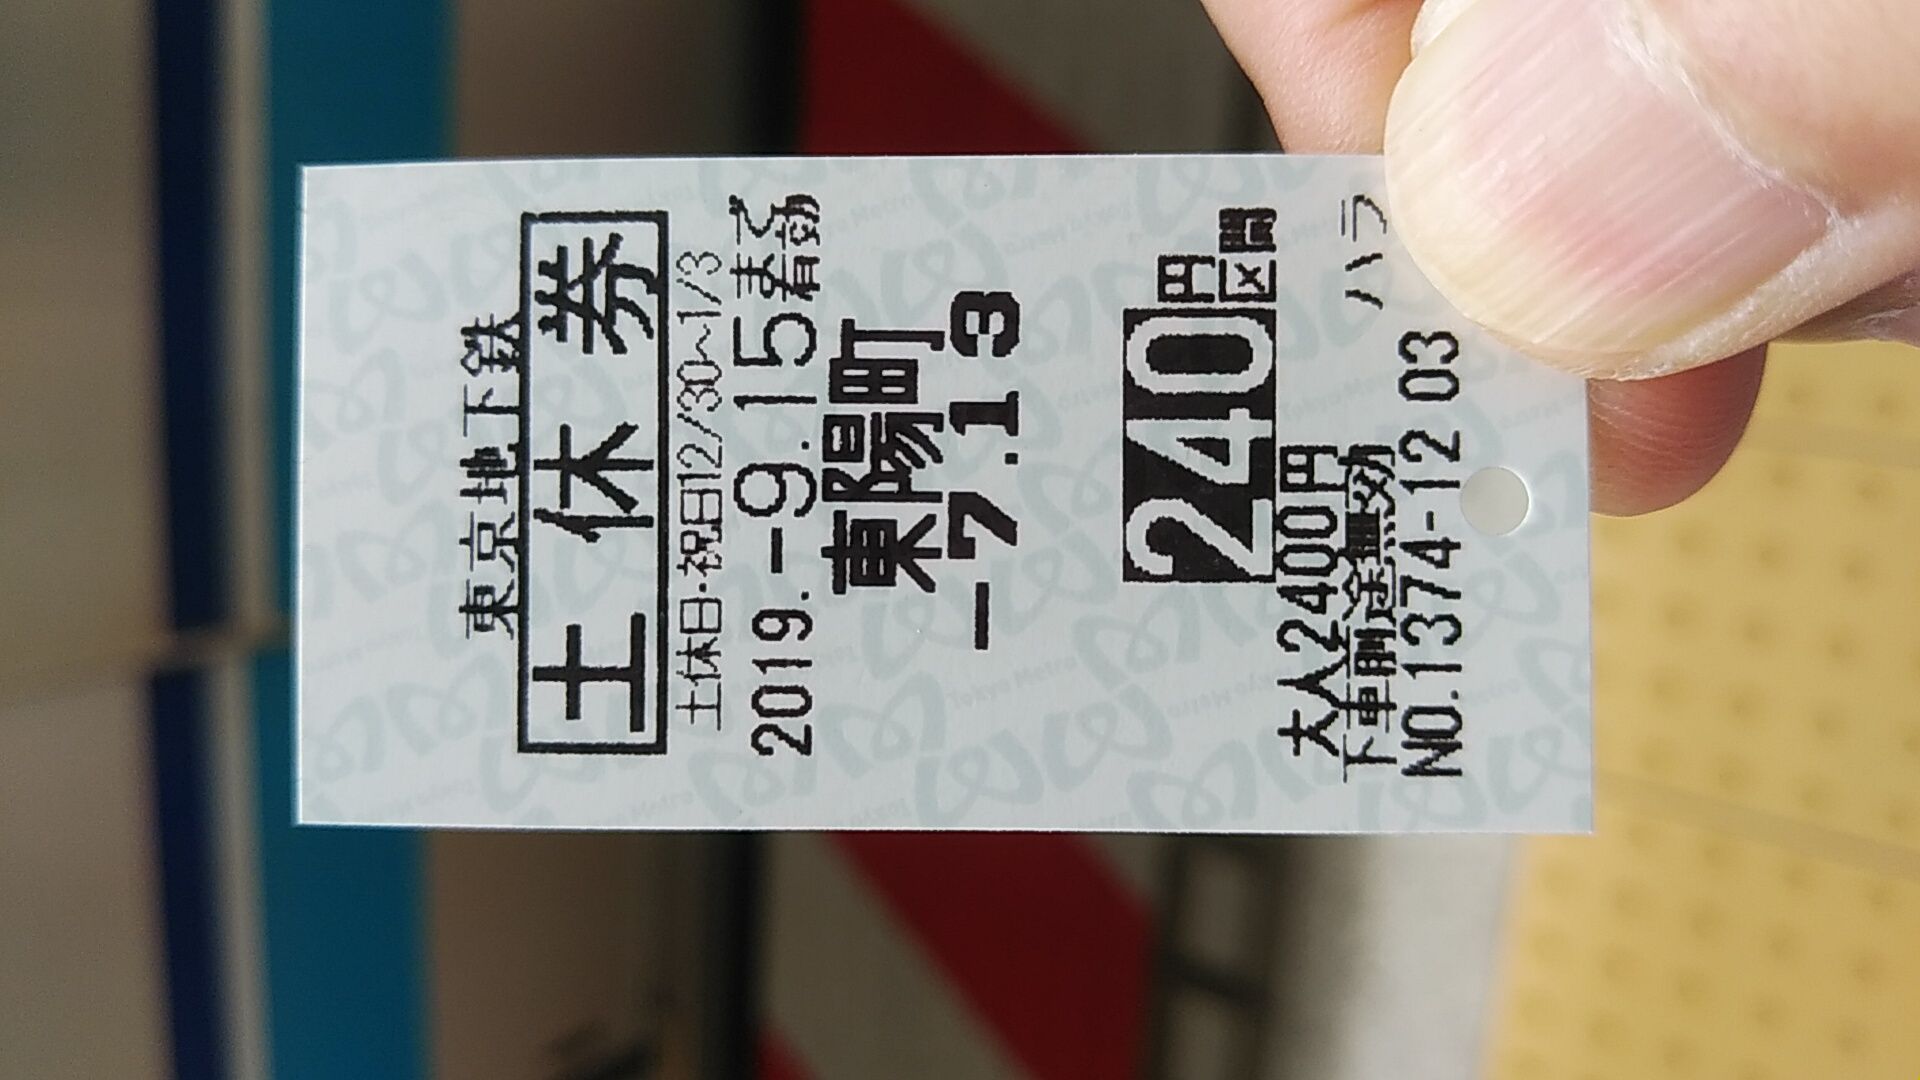 東京地下鉄
土休券
土休日・祝日12/30~1/3
2019.-9.15まで
有効
東陽町
-7.13
240円区間
ハラ
大人2400円
下車前途無効
NO.1374-12 03